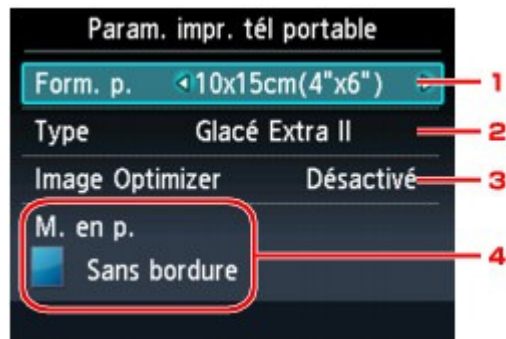 Param. impr. tél portable
Form. p. 10x15cm(4"x6") 1
Type Glacé Extra II 2
Image Optimizer Désactivé 3
M. en p.
Sans bordure 4